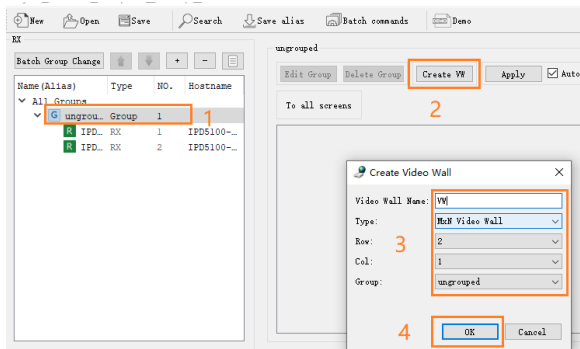 New Open Save Search Save alias Batch commands Demo
RX
Batch Group Change + -
Name(Alias) Type NO. Hostname
All Groups
G ungrou... Group 1
R IPD... RX 1 IPD5100-...
R IPD... RX 2 IPD5100-...
1
ungrouped
Edit Group Delete Group Create VW Apply Auto
2
To all screens
Create Video Wall
Video Wall Name: VW
Type: MxN Video Wall
Row: 2
3
Col: 1
Group: ungrouped
4
OK Cancel